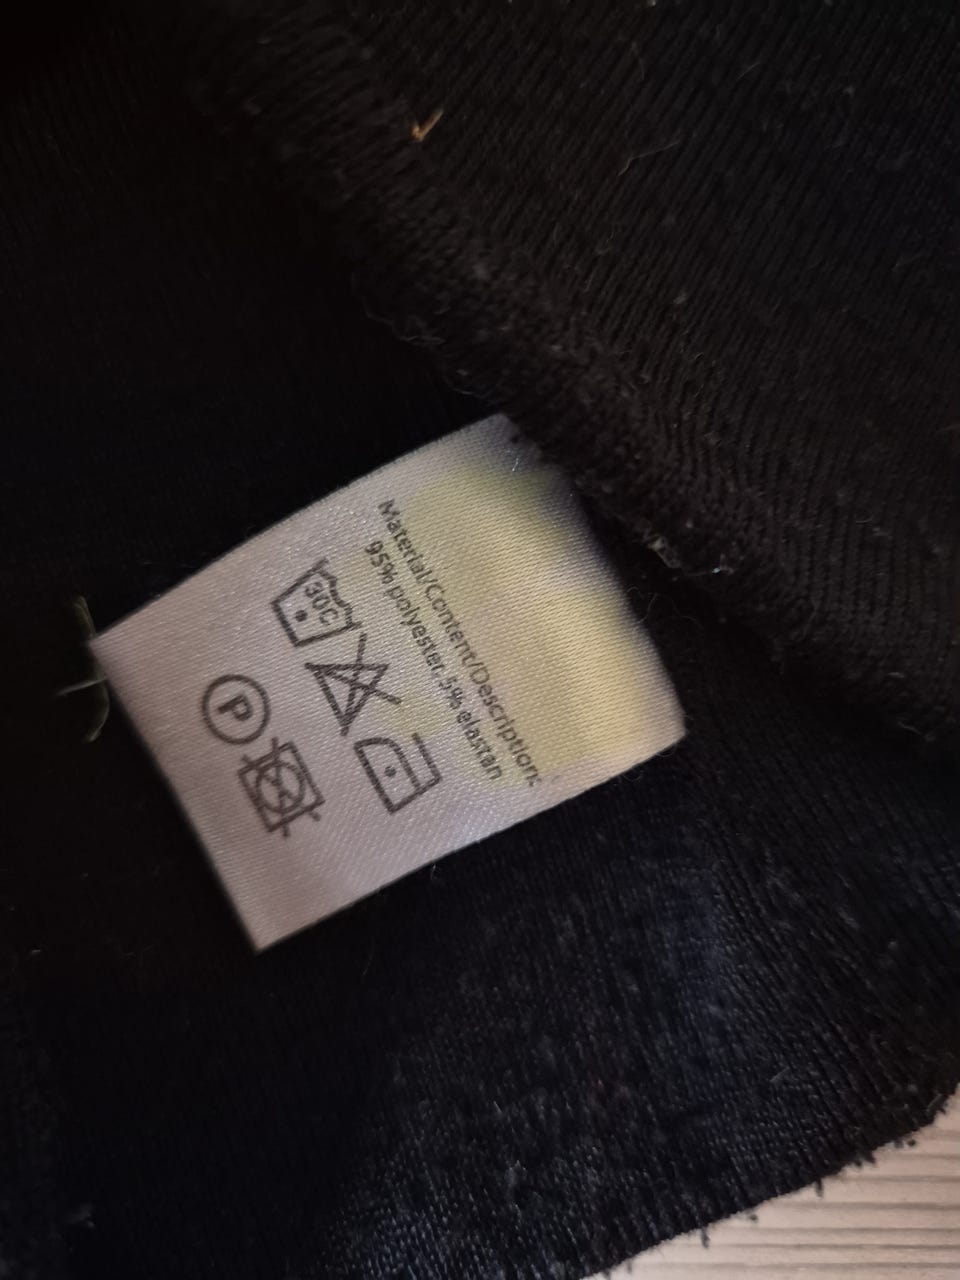 Material/Content/Description:
95% polyester, 5% elastan
30C
P